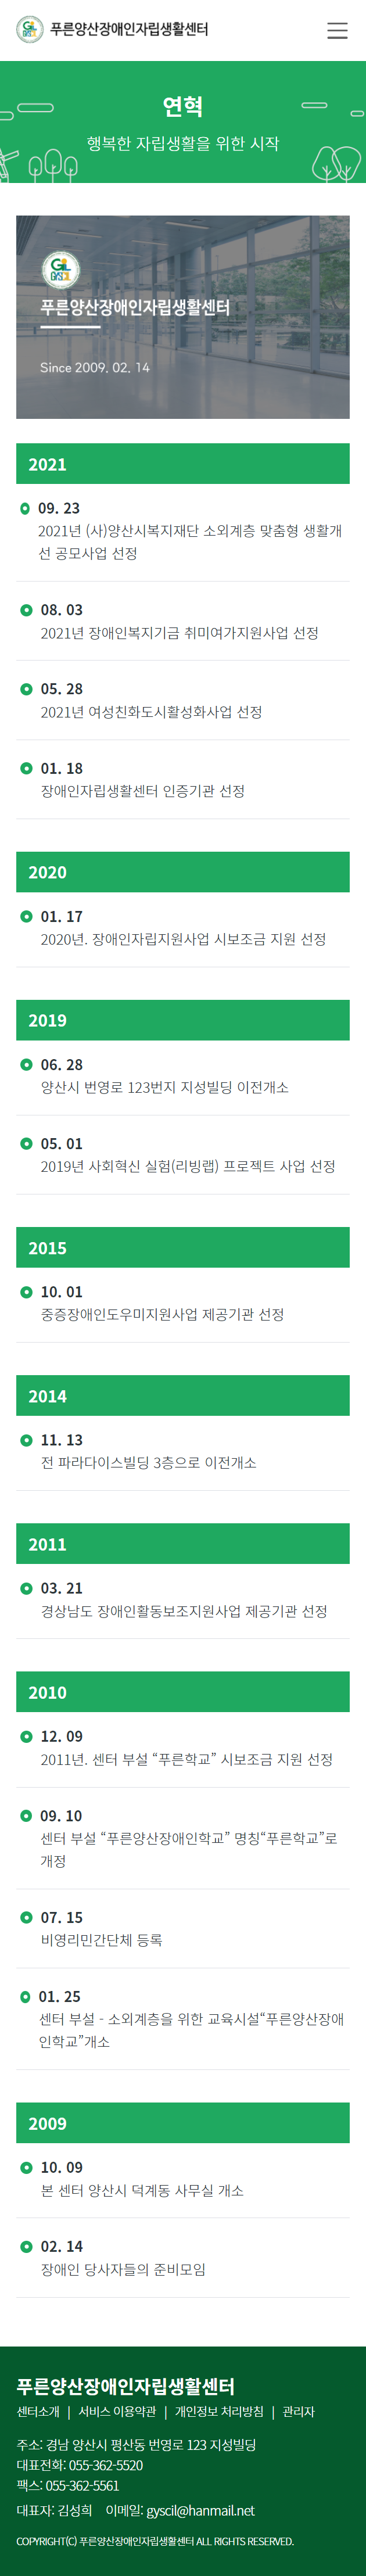 푸른양산장애인자립생활센터
연혁
행복한 자립생활을 위한 시작
GIL
GYSCIL
푸른양산장애인자립생활센터
Since 2009. 02. 14
2021
09. 23
2021년 (사)양산시복지재단 소외계층 맞춤형 생활개
선 공모사업 선정
08. 03
2021년 장애인복지기금 취미여가지원사업 선정
05. 28
2021년 여성친화도시활성화사업 선정
01. 18
장애인자립생활센터 인증기관 선정
2020
01. 17
2020년. 장애인자립지원사업 시보조금 지원 선정
2019
06. 28
양산시 번영로 123번지 지성빌딩 이전개소
05. 01
2019년 사회혁신 실험(리빙랩) 프로젝트 사업 선정
2015
10. 01
중증장애인도우미지원사업 제공기관 선정
2014
11. 13
전 파라다이스빌딩 3층으로 이전개소
2011
03. 21
경상남도 장애인활동보조지원사업 제공기관 선정
2010
12. 09
2011년. 센터 부설 “푸른학교” 시보조금 지원 선정
09. 10
센터 부설 “푸른양산장애인학교” 명칭“푸른학교”로
개정
07. 15
비영리민간단체 등록
01. 25
센터 부설 - 소외계층을 위한 교육시설“푸른양산장애
인학교”개소
2009
10. 09
본 센터 양산시 덕계동 사무실 개소
02. 14
장애인 당사자들의 준비모임
푸른양산장애인자립생활센터
센터소개 | 서비스 이용약관 | 개인정보 처리방침 | 관리자
주소: 경남 양산시 평산동 번영로 123 지성빌딩
대표전화: 055-362-5520
팩스: 055-362-5561
대표자: 김성희 이메일: gyscil@hanmail.net
COPYRIGHT(C) 푸른양산장애인자립생활센터 ALL RIGHTS RESERVED.